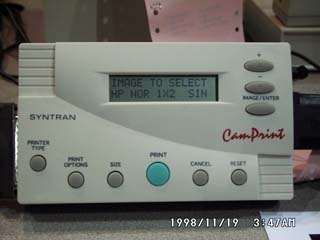 IMAGE TO SELECT
HP NOR 1X2 SIN
+
-
IMAGE/ENTER
SYNTRAN
CamPrint
PRINTER TYPE
PRINT OPTIONS
SIZE
PRINT
CANCEL
RESET
1998/11/19 3:47AM